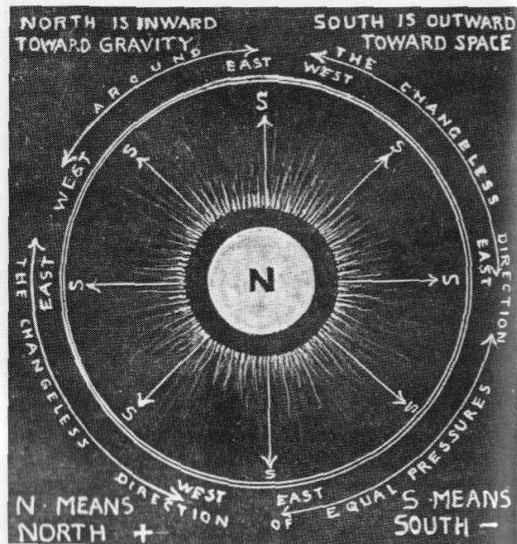 NORTH IS INWARD
TOWARD GRAVITY
SOUTH IS OUTWARD
TOWARD SPACE
AROUND
EAST
WEST
THE CHANGELESS
DIRECTION
EAST
WEST
EAST
THE CHANGELESS
DIRECTION
OF
EQUAL PRESSURES
WEST
EAST
S
S
S
S
S
S
S
S
N
N · MEANS
NORTH +
S · MEANS
SOUTH -